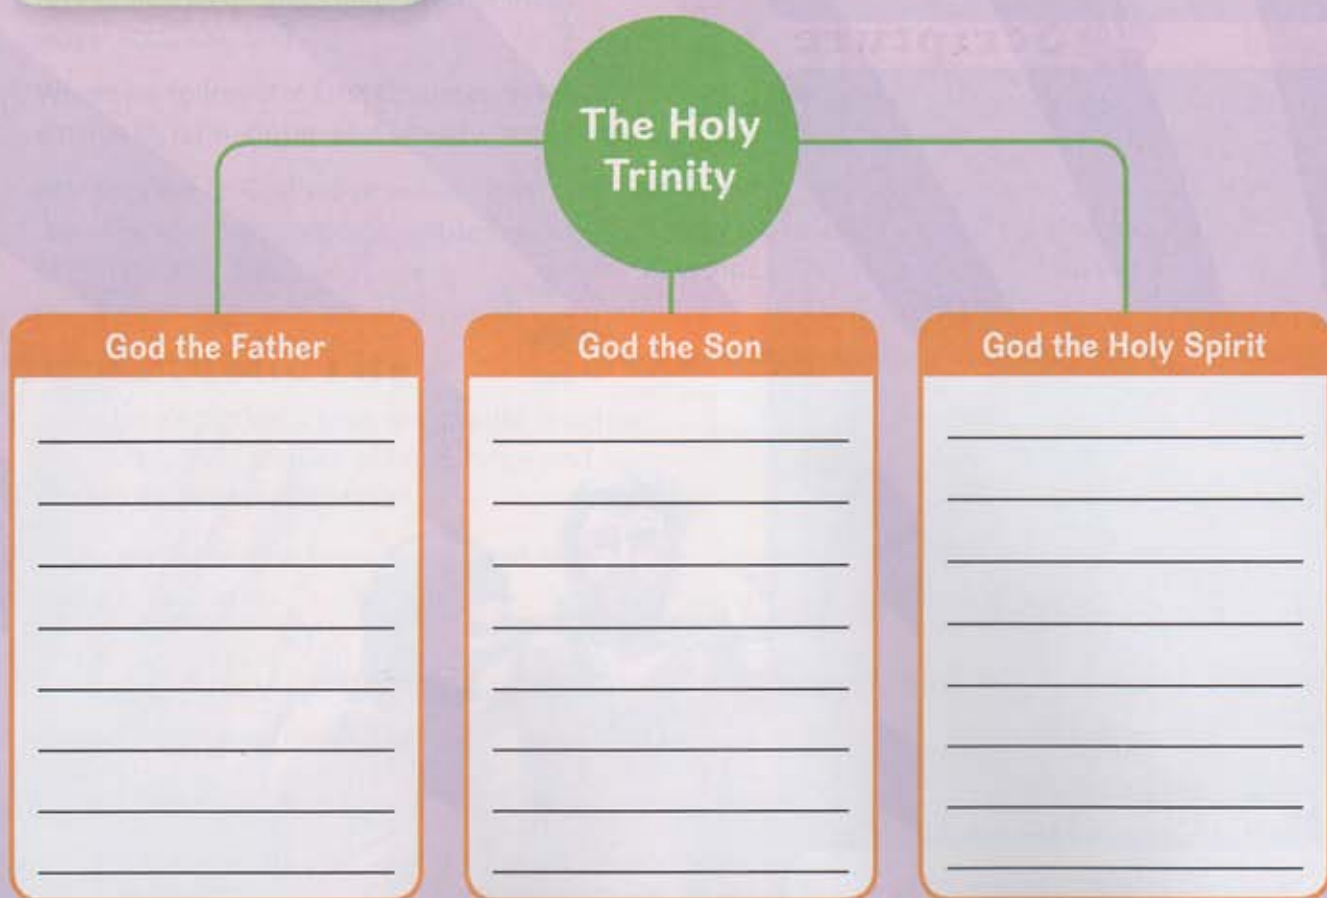 The Holy
Trinity
God the Father
God the Son
God the Holy Spirit